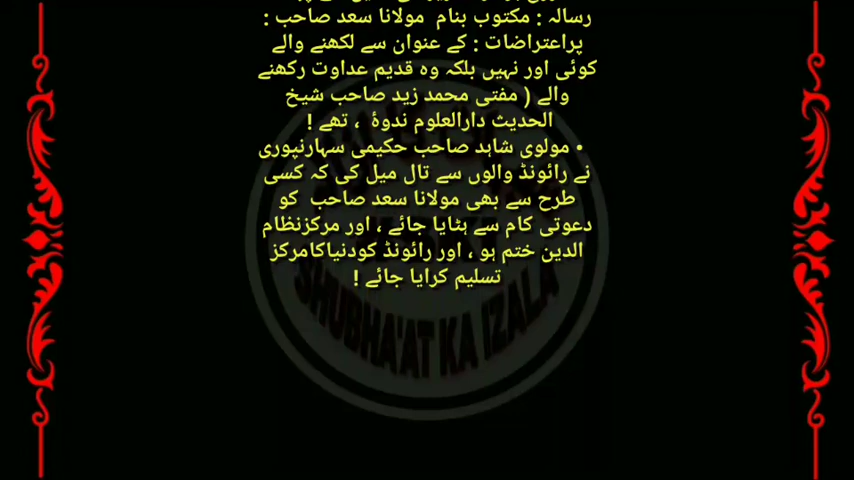 رسالہ : مکتوب بنام مولانا سعد صاحب :
پراعتراضات : کے عنوان سے لکھنے والے
کوئی اور نہیں بلکہ وہ قدیم عداوت رکھنے
والے ( مفتی محمد زید صاحب شیخ
الحدیث دارالعلوم ندوۃ ، تھے !
• مولوی شاہد صاحب حکیمی سہارنپوری
نے رائونڈ والوں سے تال میل کی کہ کسی
طرح سے بھی مولانا سعد صاحب کو
دعوتی کام سے ہٹایا جائے ، اور مرکزنظام
الدین ختم ہو ، اور رائونڈ کودنیاکامرکز
تسلیم کرایا جائے !
SHUBHA'AT KA IZALA